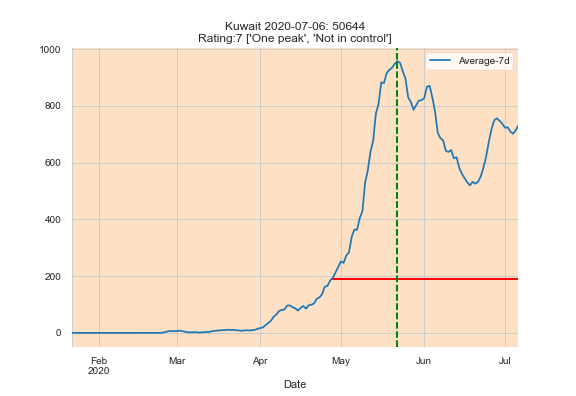 Kuwait 2020-07-06: 50644
Rating:7 ['One peak', 'Not in control']
Average-7d
1000
800
600
400
200
0
Feb
2020
Mar
Apr
May
Jun
Jul
Date